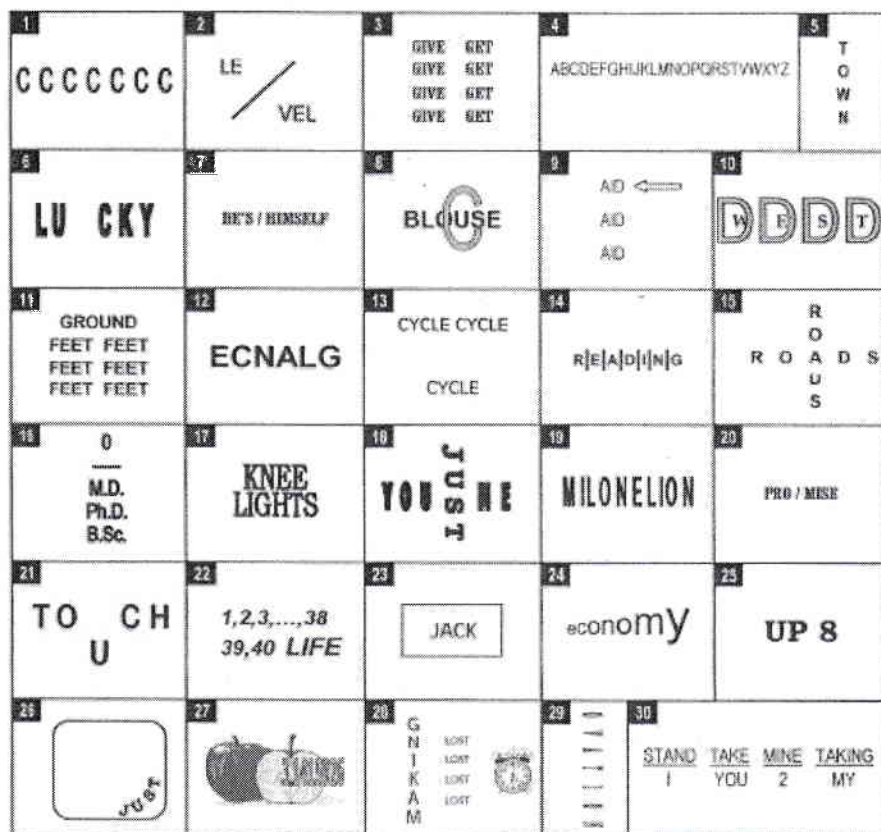 1
CCCCCCC
2
LE
VEL
3
GIVE GET
GIVE GET
GIVE GET
GIVE GET
4
ABCDEFGHIJKLMNOPQRSTVWXYZ
5
T
O
W
N
6
LU CKY
7
HE'S / HIMSELF
8
BLOUSE
C
9
AID
AID
AID
10
D D D D
W E S T
11
GROUND
FEET FEET
FEET FEET
FEET FEET
12
ECNALG
13
CYCLE CYCLE
CYCLE
14
R|E|A|D|I|N|G
15
R
O
R O A D S
D
S
16
0
M.D.
Ph.D.
B.Sc.
17
KNEE
LIGHTS
18
YOU JUST ME
19
MILONELION
20
PRO / MISE
21
TO CH
U
22
1,2,3,...,38
39,40 LIFE
23
JACK
24
economy
25
UP 8
26
JUST
27
28
G
N
I
K
A
M
LOST
LOST
LOST
LOST
29
30
STAND TAKE MINE TAKING
I YOU 2 MY